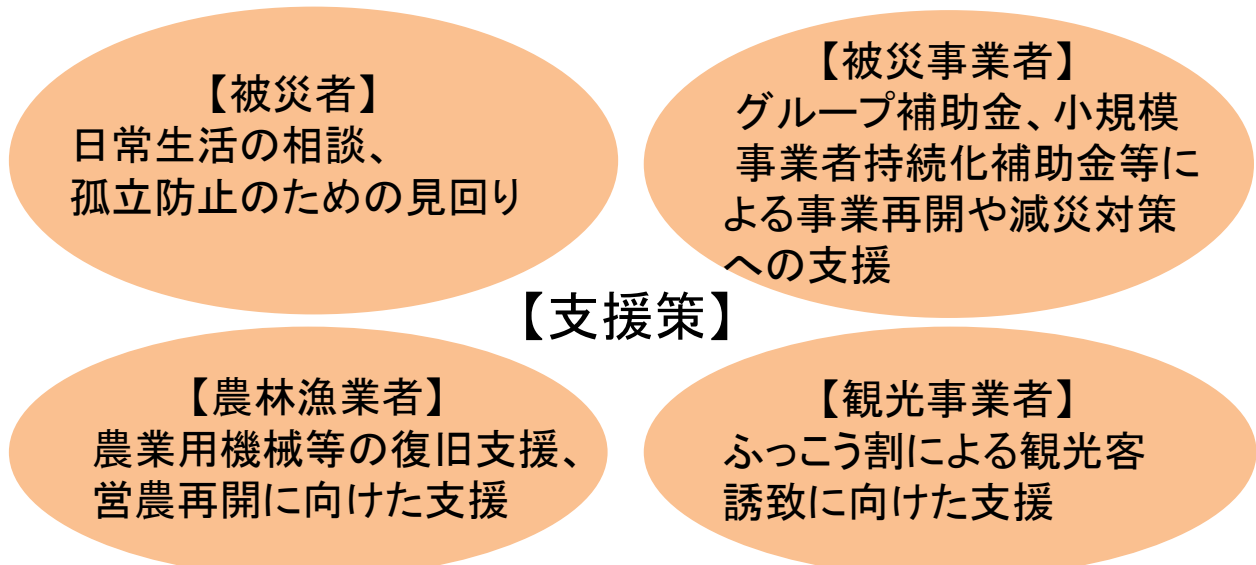 【被災者】
日常生活の相談、
孤立防止のための見回り
【被災事業者】
グループ補助金、小規模
事業者持続化補助金等に
よる事業再開や減災対策
への支援
【支援策】
【農林漁業者】
農業用機械等の復旧支援、
営農再開に向けた支援
【観光事業者】
ふっこう割による観光客
誘致に向けた支援